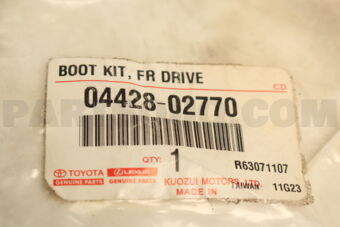 BOOT KIT, FR DRIVE
CD
04428-02770
QTY:
1
R63071107
TOYOTA
GENUINE PARTS
LEXUS
GENUINE PARTS
KUOZUI MOTORS, LTD.
MADE IN
TAIWAN 11G23